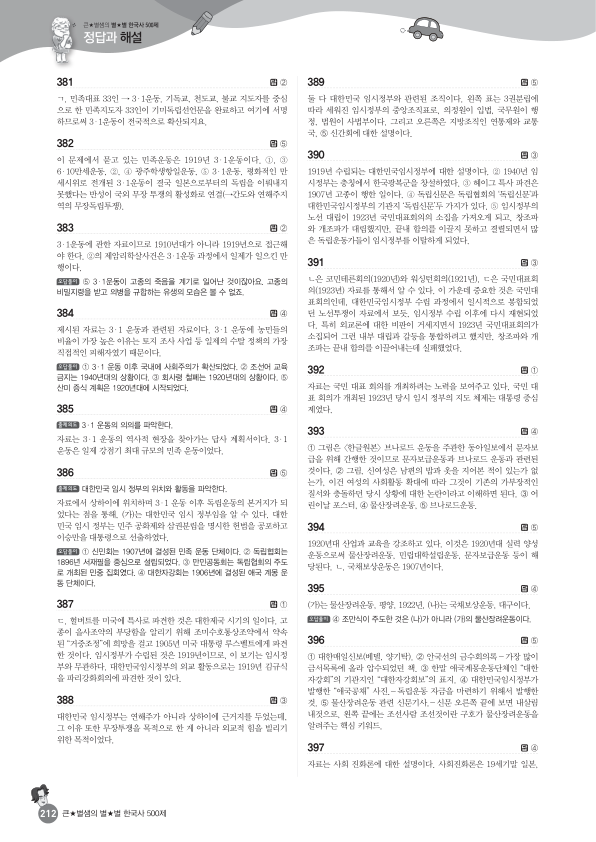 큰★별샘의 별★별 한국사 500제
정답과 해설
381 답 ②
ㄱ. 민족대표 33인 → 3·1운동. 기독교, 천도교, 불교 지도자를 중심
으로 한 민족지도자 33인이 기미독립선언문을 완료하고 여기에 서명
하므로써 3·1운동이 전국적으로 확산되지요.
382 답 ⑤
이 문제에서 묻고 있는 민족운동은 1919년 3·1운동이다. ①, ③
6·10만세운동, ②, ④ 광주학생항일운동, ⑤ 3·1운동. 평화적인 만
세시위로 전개된 3·1운동이 결국 일본으로부터의 독립을 이뤄내지
못했다는 반성이 국외 무장 투쟁의 활성화로 연결(→간도와 연해주지
역의 무장독립투쟁).
383 답 ②
3·1운동에 관한 자료이므로 1910년대가 아니라 1919년으로 접근해
야 한다. ②의 제암리학살사건은 3·1운동 과정에서 일제가 일으킨 만
행이다.
오답풀이 ⑤ 3·1운동이 고종의 죽음을 계기로 일어난 것이잖아요. 고종의
비밀지령을 받고 의병을 규합하는 유생의 모습은 볼 수 없죠.
384 답 ④
제시된 자료는 3·1 운동과 관련된 자료이다. 3·1 운동에 농민들의
비율이 가장 높은 이유는 토지 조사 사업 등 일제의 수탈 정책의 가장
직접적인 피해자였기 때문이다.
오답풀이 ① 3·1 운동 이후 국내에 사회주의가 확산되었다. ② 조선어 교육
금지는 1940년대의 상황이다. ③ 회사령 철폐는 1920년대의 상황이다. ⑤
산미 증식 계획은 1920년대에 시작되었다.
385 답 ④
출제의도 3·1 운동의 의의를 파악한다.
자료는 3·1 운동의 역사적 현장을 찾아가는 답사 계획서이다. 3·1
운동은 일제 강점기 최대 규모의 민족 운동이었다.
386 답 ⑤
출제의도 대한민국 임시 정부의 위치와 활동을 파악한다.
자료에서 상하이에 위치하며 3·1 운동 이후 독립운동의 본거지가 되
었다는 점을 통해, (가)는 대한민국 임시 정부임을 알 수 있다. 대한
민국 임시 정부는 민주 공화제와 삼권분립을 명시한 헌법을 공포하고
이승만을 대통령으로 선출하였다.
오답풀이 ① 신민회는 1907년에 결성된 민족 운동 단체이다. ② 독립협회는
1896년 서재필을 중심으로 설립되었다. ③ 만민공동회는 독립협회의 주도
로 개최된 민중 집회였다. ④ 대한자강회는 1906년에 결성된 애국 계몽 운
동 단체이다.
387 답 ①
ㄷ. 헐버트를 미국에 특사로 파견한 것은 대한제국 시기의 일이다. 고
종이 을사조약의 부당함을 알리기 위해 조미수호통상조약에서 약속
된 "거중조정"에 희망을 걸고 1905년 미국 대통령 루스벨트에게 파견
한 것이다. 임시정부가 수립된 것은 1919년이므로, 이 보기는 임시정
부와 무관하다. 대한민국임시정부의 외교 활동으로는 1919년 김규식
을 파리강화회의에 파견한 것이 있다.
388 답 ③
대한민국 임시정부는 연해주가 아니라 상하이에 근거지를 두었는데,
그 이유 또한 무장투쟁을 목적으로 한 게 아니라 외교적 힘을 빌리기
위한 목적이었다.
389 답 ⑤
둘 다 대한민국 임시정부와 관련된 조직이다. 왼쪽 표는 3권분립에
따라 세워진 임시정부의 중앙조직표로, 의정원이 입법, 국무원이 행
정, 법원이 사법부이다. 그리고 오른쪽은 지방조직인 연통제와 교통
국. ⑤ 신간회에 대한 설명이다.
390 답 ③
1919년 수립되는 대한민국임시정부에 대한 설명이다. ② 1940년 임
시정부는 충칭에서 한국광복군을 창설하였다. ③ 헤이그 특사 파견은
1907년 고종이 행한 일이다. ④ 독립신문은 독립협회의 '독립신문'과
대한민국임시정부의 기관지 '독립신문'두 가지가 있다. ⑤ 임시정부의
노선 대립이 1923년 국민대표회의의 소집을 가져오게 되고, 창조파
와 개조파가 대립했지만, 끝내 합의를 이끌지 못하고 결렬되면서 많
은 독립운동가들이 임시정부를 이탈하게 되었다.
391 답 ③
ㄴ은 코민테른회의(1920년)와 워싱턴회의(1921년), ㄷ은 국민대표회
의(1923년) 자료를 통해서 알 수 있다. 이 가운데 중요한 것은 국민대
표회의인데, 대한민국임시정부 수립 과정에서 일시적으로 봉합되었
던 노선투쟁이 자료에서 보듯, 임시정부 수립 이후에 다시 재현되었
다. 특히 외교론에 대한 비판이 거세지면서 1923년 국민대표회의가
소집되어 그런 내부 대립과 갈등을 통합하려고 했지만, 창조파와 개
조파는 끝내 합의를 이끌어내는데 실패했었다.
392 답 ①
자료는 국민 대표 회의를 개최하려는 노력을 보여주고 있다. 국민 대
표 회의가 개최된 1923년 당시 임시 정부의 지도 체제는 대통령 중심
제였다.
393 답 ④
① 그림은 〈한글원본〉 브나로드 운동을 주관한 동아일보에서 문자보
급을 위해 간행한 것이므로 문자보급운동과 브나로드 운동과 관련된
것이다. ② 그림. 신여성은 남편의 밥과 옷을 지어본 적이 있는가 없
는가. 이건 여성의 사회활동 확대에 따라 그것이 기존의 가부장적인
질서와 충돌하면 당시 상황에 대한 논란이라고 이해하면 된다. ③ 어
린이날 포스터. ④ 물산장려운동. ⑤ 브나로드운동.
394 답 ⑤
1920년대 산업과 교육을 강조하고 있다. 이것은 1920년대 실력 양성
운동으로써 물산장려운동, 민립대학설립운동, 문자보급운동 등이 해
당된다. ㄴ. 국채보상운동은 1907년이다.
395 답 ④
(가)는 물산장려운동. 평양. 1922년, (나)는 국채보상운동. 대구이다.
오답풀이 ④ 조만식이 주도한 것은 (나)가 아니라 (가)의 물산장려운동이다.
396 답 ⑤
① 대한매일신보(베델, 양기탁), ② 안국선의 금수회의록 – 가장 많이
금서목록에 올라 압수되었던 책. ③ 한말 애국계몽운동단체인 "대한
자강회"의 기관지인 "대한자강회보"의 표지. ④ 대한민국임시정부가
발행한 "애국공채" 사진. – 독립운동 자금을 마련하기 위해서 발행한
것. ⑤ 물산장려운동 관련 신문기사. – 신문 오른쪽 끝에 보면 내살림
내것으로, 왼쪽 끝에는 조선사람 조선것이란 구호가 물산장려운동을
알려주는 핵심 키워드.
397 답 ④
자료는 사회 진화론에 대한 설명이다. 사회진화론은 19세기말 일본,
212 큰★별샘의 별★별 한국사 500제